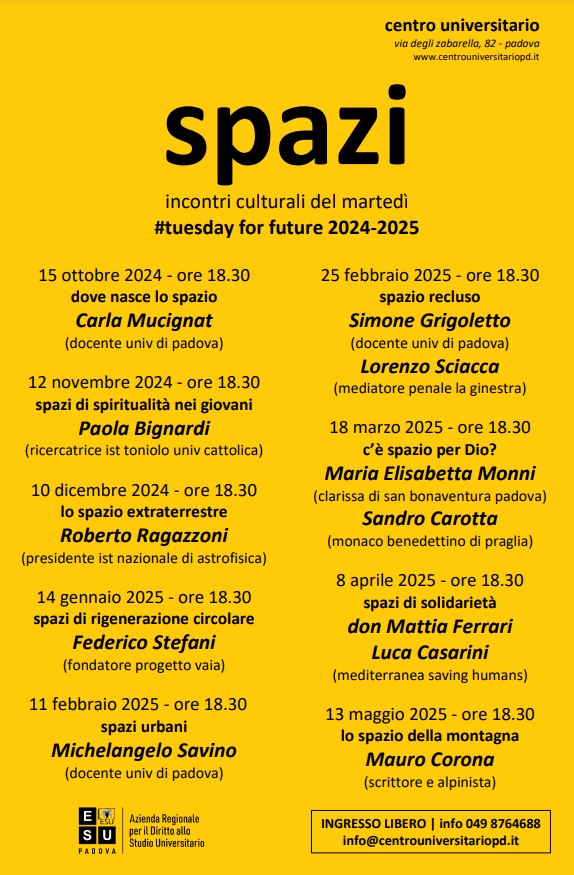 centro universitario
via degli zabarella, 82 - padova
www.centrouniversitariopd.it
spazi
incontri culturali del martedì
#tuesday for future 2024-2025
15 ottobre 2024 - ore 18.30
dove nasce lo spazio
Carla Mucignat
(docente univ di padova)
12 novembre 2024 - ore 18.30
spazi di spiritualità nei giovani
Paola Bignardi
(ricercatrice ist toniolo univ cattolica)
10 dicembre 2024 - ore 18.30
lo spazio extraterrestre
Roberto Ragazzoni
(presidente ist nazionale di astrofisica)
14 gennaio 2025 - ore 18.30
spazi di rigenerazione circolare
Federico Stefani
(fondatore progetto vaia)
11 febbraio 2025 - ore 18.30
spazi urbani
Michelangelo Savino
(docente univ di padova)
25 febbraio 2025 - ore 18.30
spazio recluso
Simone Grigoletto
(docente univ di padova)
Lorenzo Sciacca
(mediatore penale la ginestra)
18 marzo 2025 - ore 18.30
c'è spazio per Dio?
Maria Elisabetta Monni
(clarissa di san bonaventura padova)
Sandro Carotta
(monaco benedettino di praglia)
8 aprile 2025 - ore 18.30
spazi di solidarietà
don Mattia Ferrari
Luca Casarini
(mediterranea saving humans)
13 maggio 2025 - ore 18.30
lo spazio della montagna
Mauro Corona
(scrittore e alpinista)
E ESU
S U
PADOVA
Azienda Regionale
per il Diritto allo
Studio Universitario
INGRESSO LIBERO | info 049 8764688
info@centrouniversitariopd.it